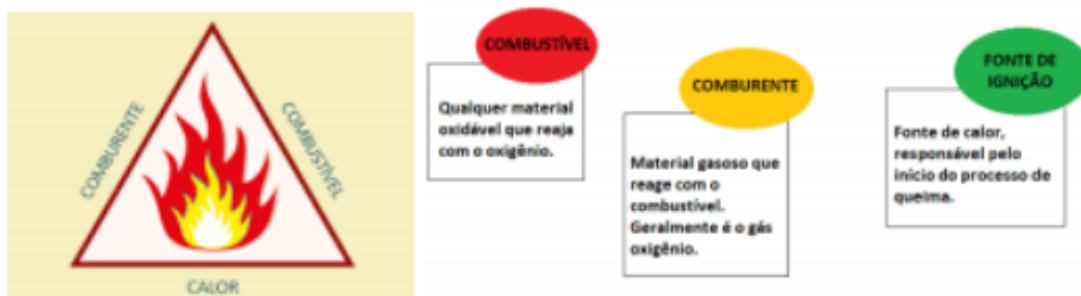 COMBURENTE
COMBUSTÍVEL
CALOR
COMBUSTÍVEL
Qualquer material
oxidável que reaja
com o oxigênio.
COMBURENTE
Material gasoso que
reage com o
combustível.
Geralmente é o gás
oxigênio.
FONTE DE
IGNIÇÃO
Fonte de calor,
responsável pelo
inicio do processo de
queima.